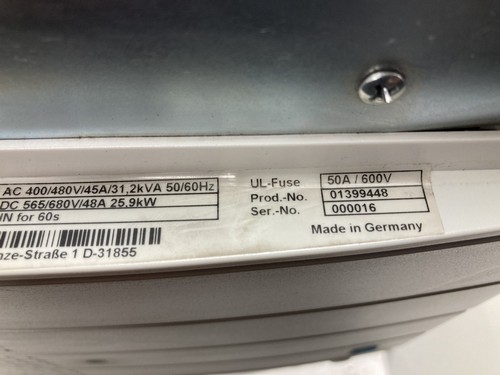 AC 400/480V/45A/31,2kVA 50/60Hz
DC 565/680V/48A 25.9kW
IN for 60s
nze-Straße 1 D-31855
UL-Fuse 50A / 600V
Prod.-No. 01399448
Ser.-No. 000016
Made in Germany